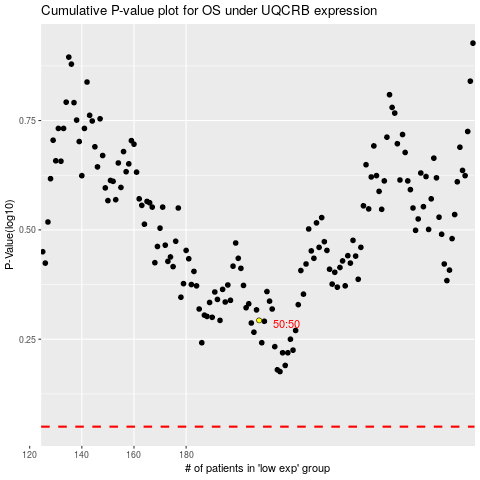 Cumulative P-value plot for OS under UQCRB expression
P-Value(log10)
0.75
0.50
0.25
50:50
120 140 160 180
# of patients in 'low exp' group